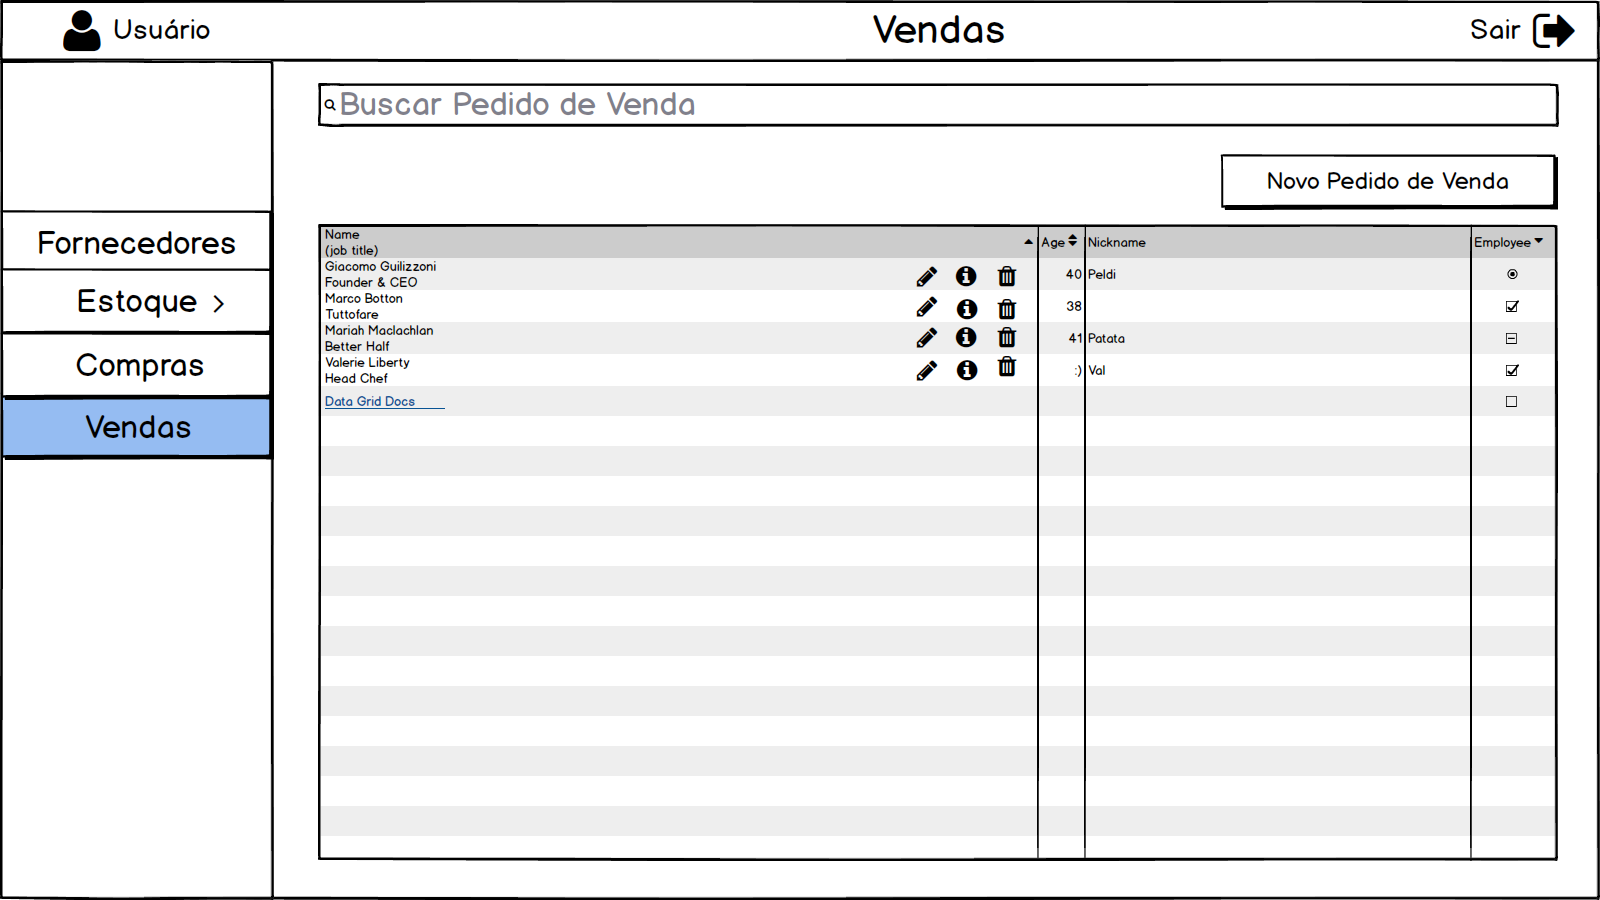 Usuário
Vendas
Sair
Buscar Pedido de Venda
Novo Pedido de Venda
Fornecedores
Estoque >
Compras
Vendas
Name
(job title)
Age
Nickname
Employee
Giacomo Guilizzoni
Founder & CEO
40
Peldi
Marco Botton
Tuttofare
38
Mariah Maclachlan
Better Half
41
Patata
Valerie Liberty
Head Chef
:)
Val
Data Grid Docs